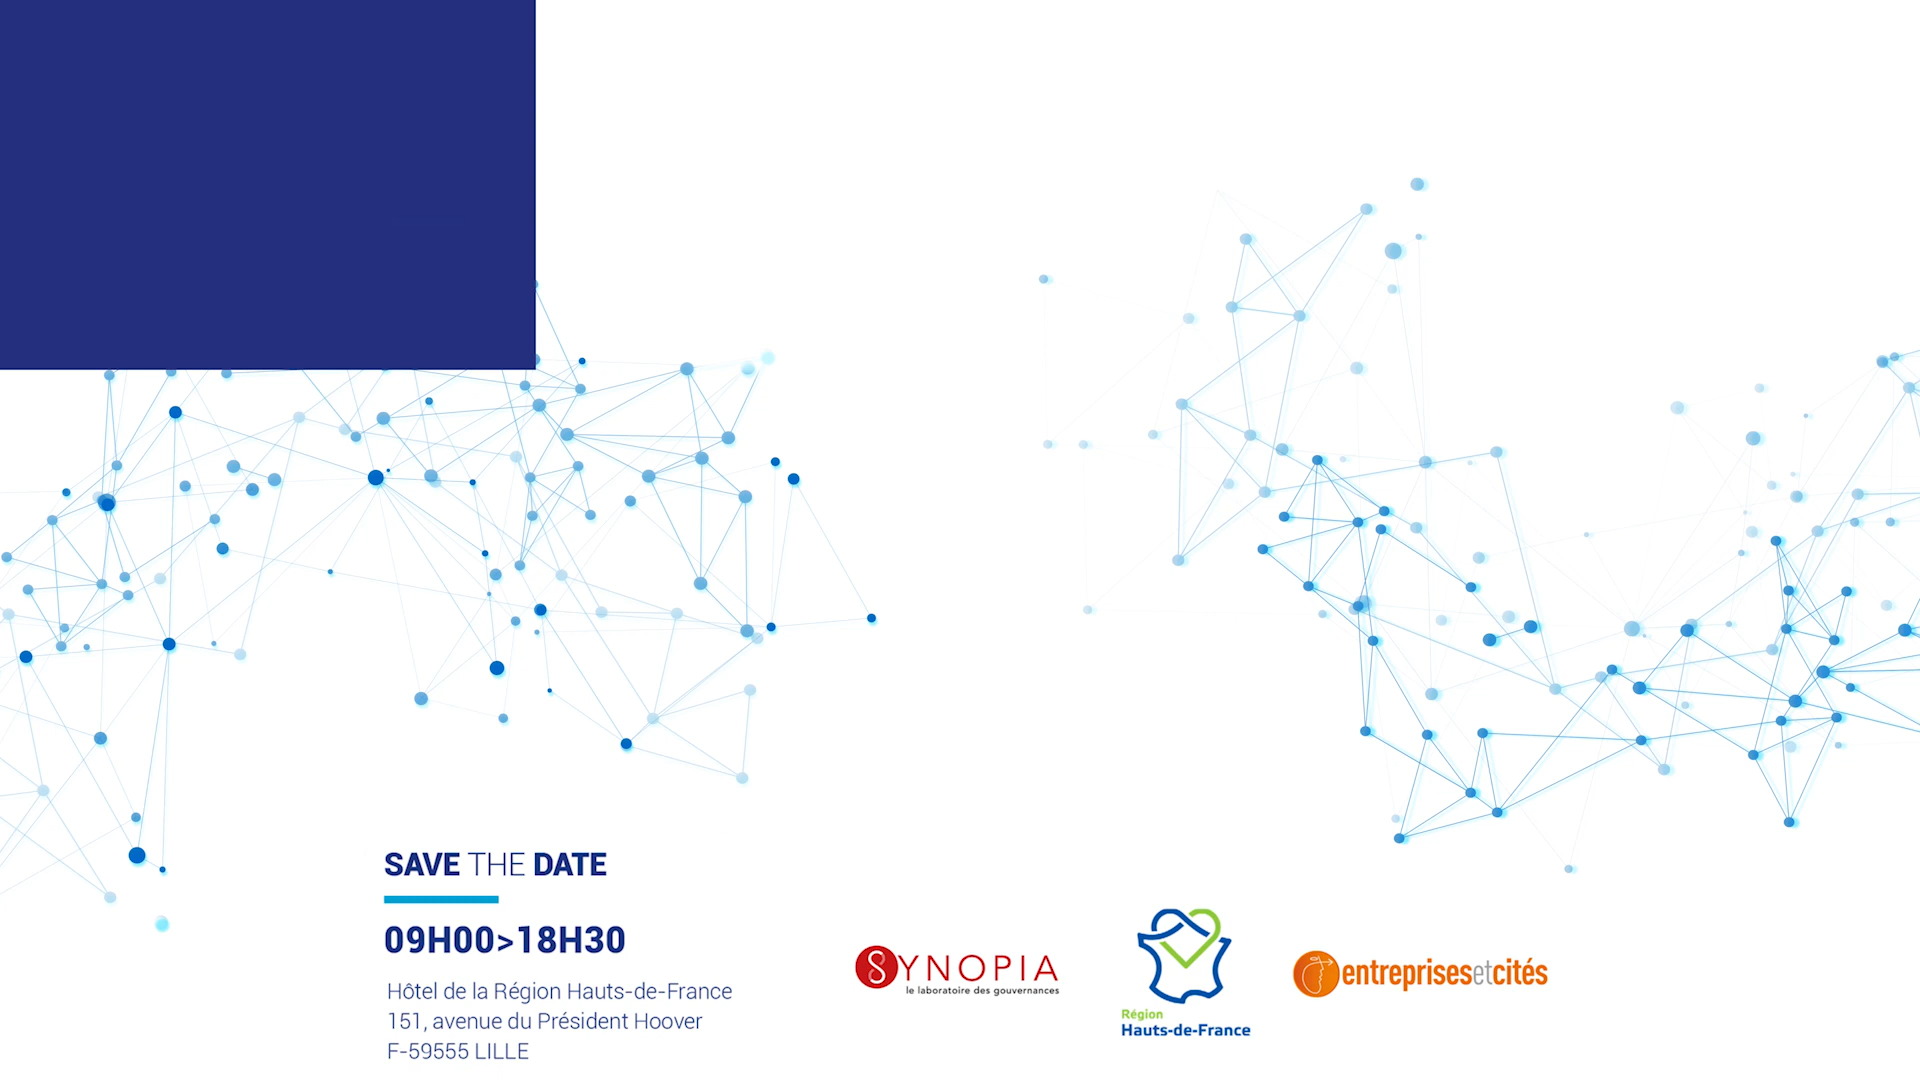 SAVE THE DATE
09H00>18H30
Hôtel de la Région Hauts-de-France
151, avenue du Président Hoover
F-59555 LILLE
SYNOPIA
le laboratoire des gouvernances
Région
Hauts-de-France
entreprisesetcités